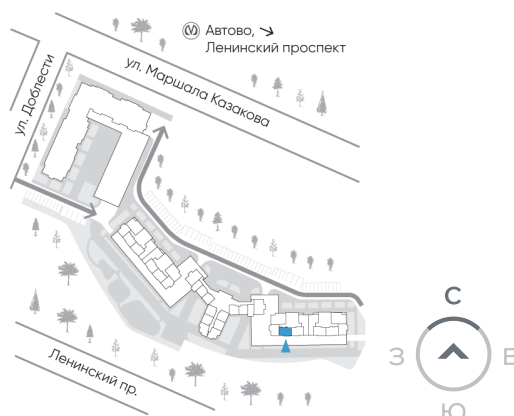 Автово, ↘
Ленинский проспект
ул. Маршала Казакова
ул. Доблести
Ленинский пр.
С
З
В
Ю